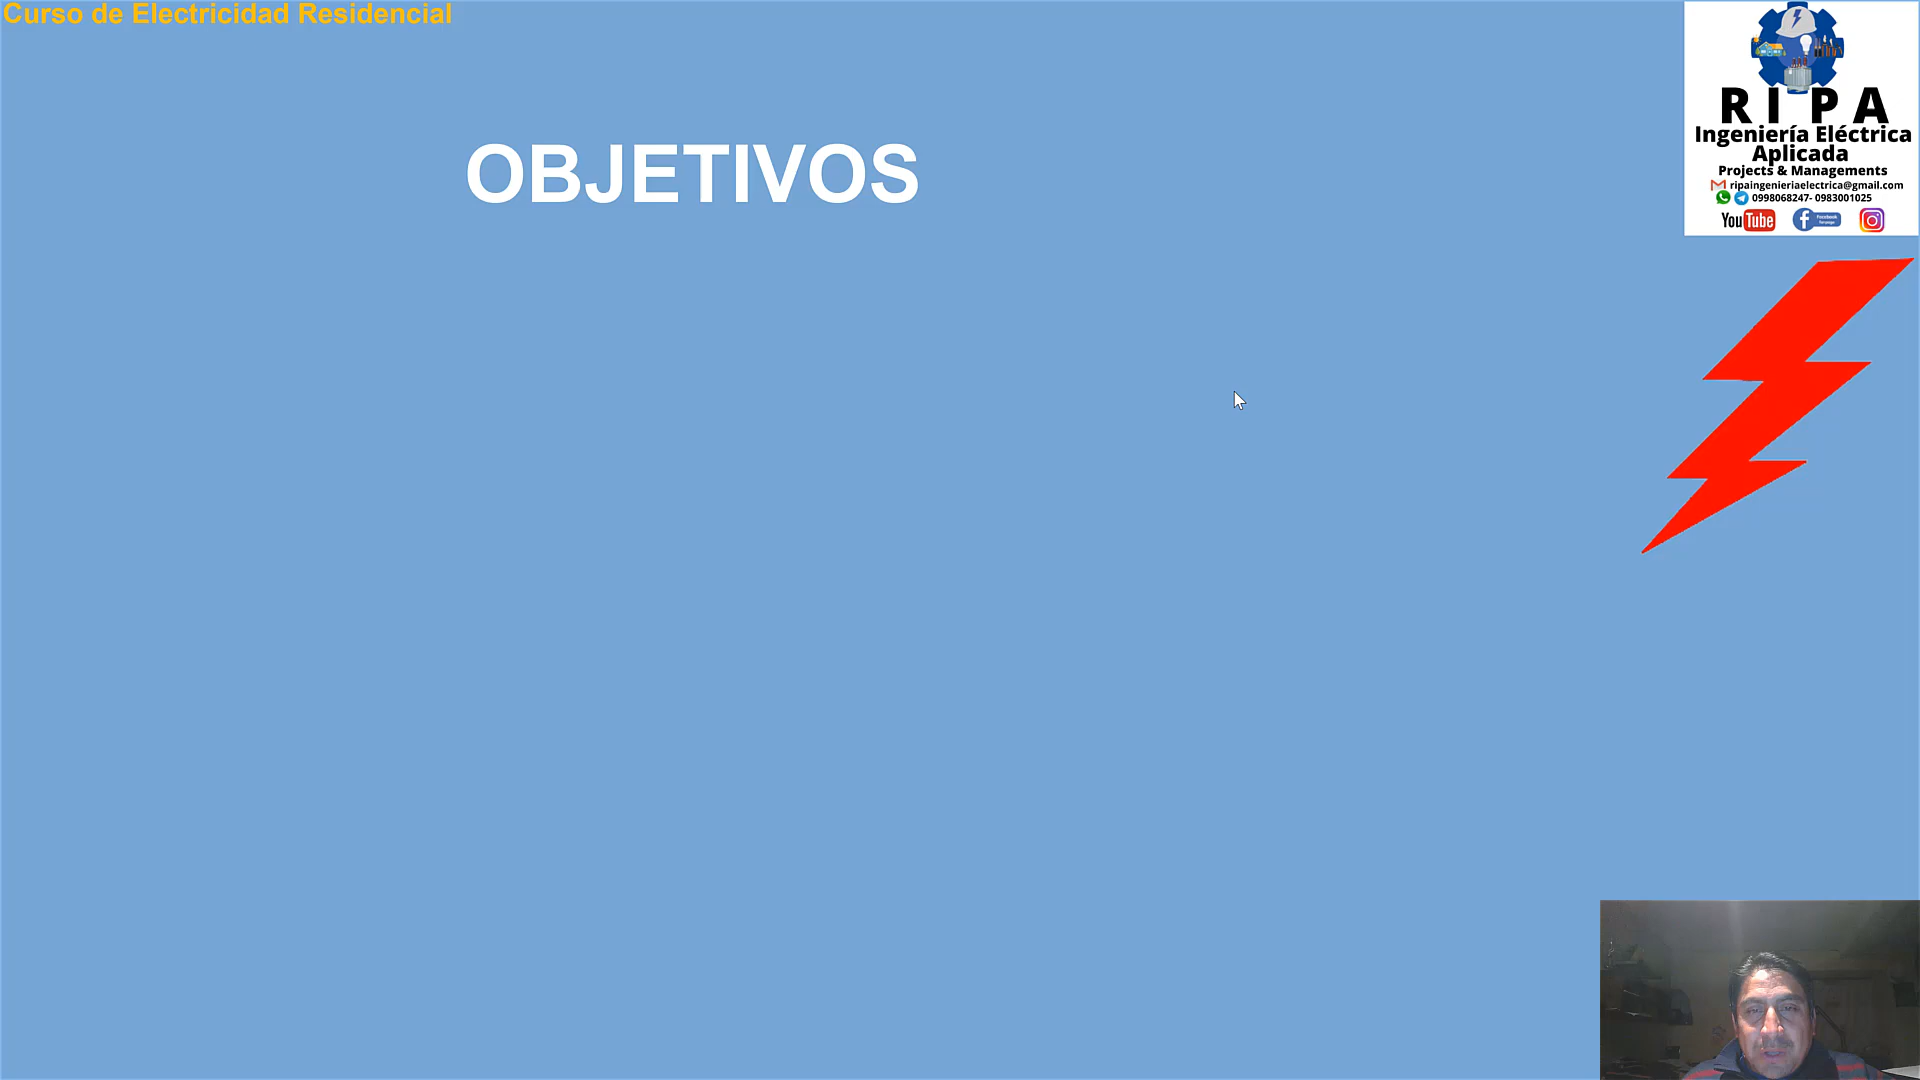 Curso de Electricidad Residencial
OBJETIVOS
R I P A
Ingeniería Eléctrica
Aplicada
Projects & Managements
ripaingenieriaelectrica@gmail.com
0998068247- 0983001025
YouTube